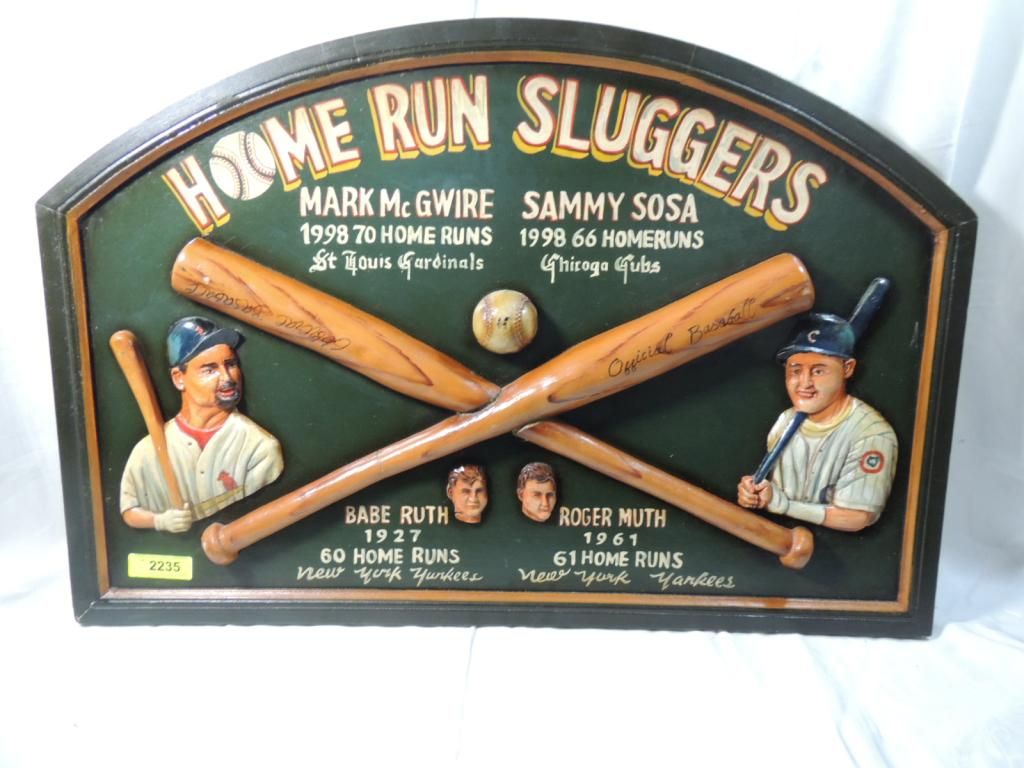 HOME RUN SLUGGERS
MARK McGWIRE
1998 70 HOME RUNS
St Louis Cardinals
SAMMY SOSA
1998 66 HOMERUNS
Chicoga Cubs
Official Baseball
Official Baseball
C
BABE RUTH
1927
60 HOME RUNS
New York Yankees
ROGER MUTH
1961
61 HOME RUNS
New York Yankees
2235